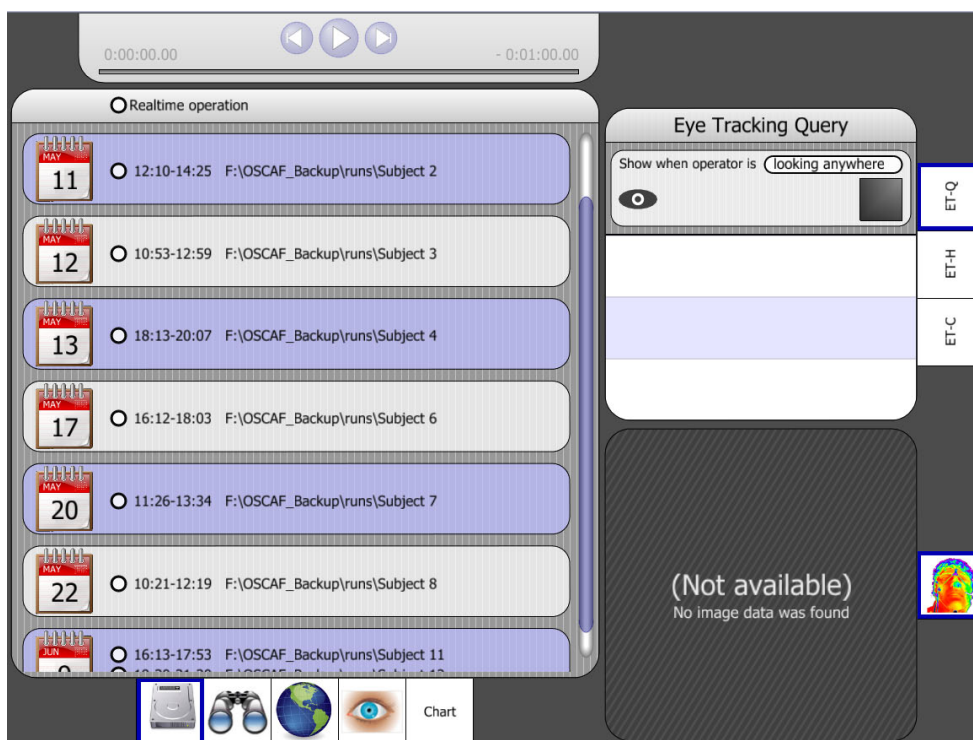 0:00:00.00
- 0:01:00.00
Realtime operation
MAY
11
12:10-14:25 F:\OSCAF_Backup\runs\Subject 2
MAY
12
10:53-12:59 F:\OSCAF_Backup\runs\Subject 3
MAY
13
18:13-20:07 F:\OSCAF_Backup\runs\Subject 4
MAY
17
16:12-18:03 F:\OSCAF_Backup\runs\Subject 6
MAY
20
11:26-13:34 F:\OSCAF_Backup\runs\Subject 7
MAY
22
10:21-12:19 F:\OSCAF_Backup\runs\Subject 8
JUN
16:13-17:53 F:\OSCAF_Backup\runs\Subject 11
Chart
Eye Tracking Query
Show when operator is looking anywhere
ET-Q
ET-H
ET-C
(Not available)
No image data was found